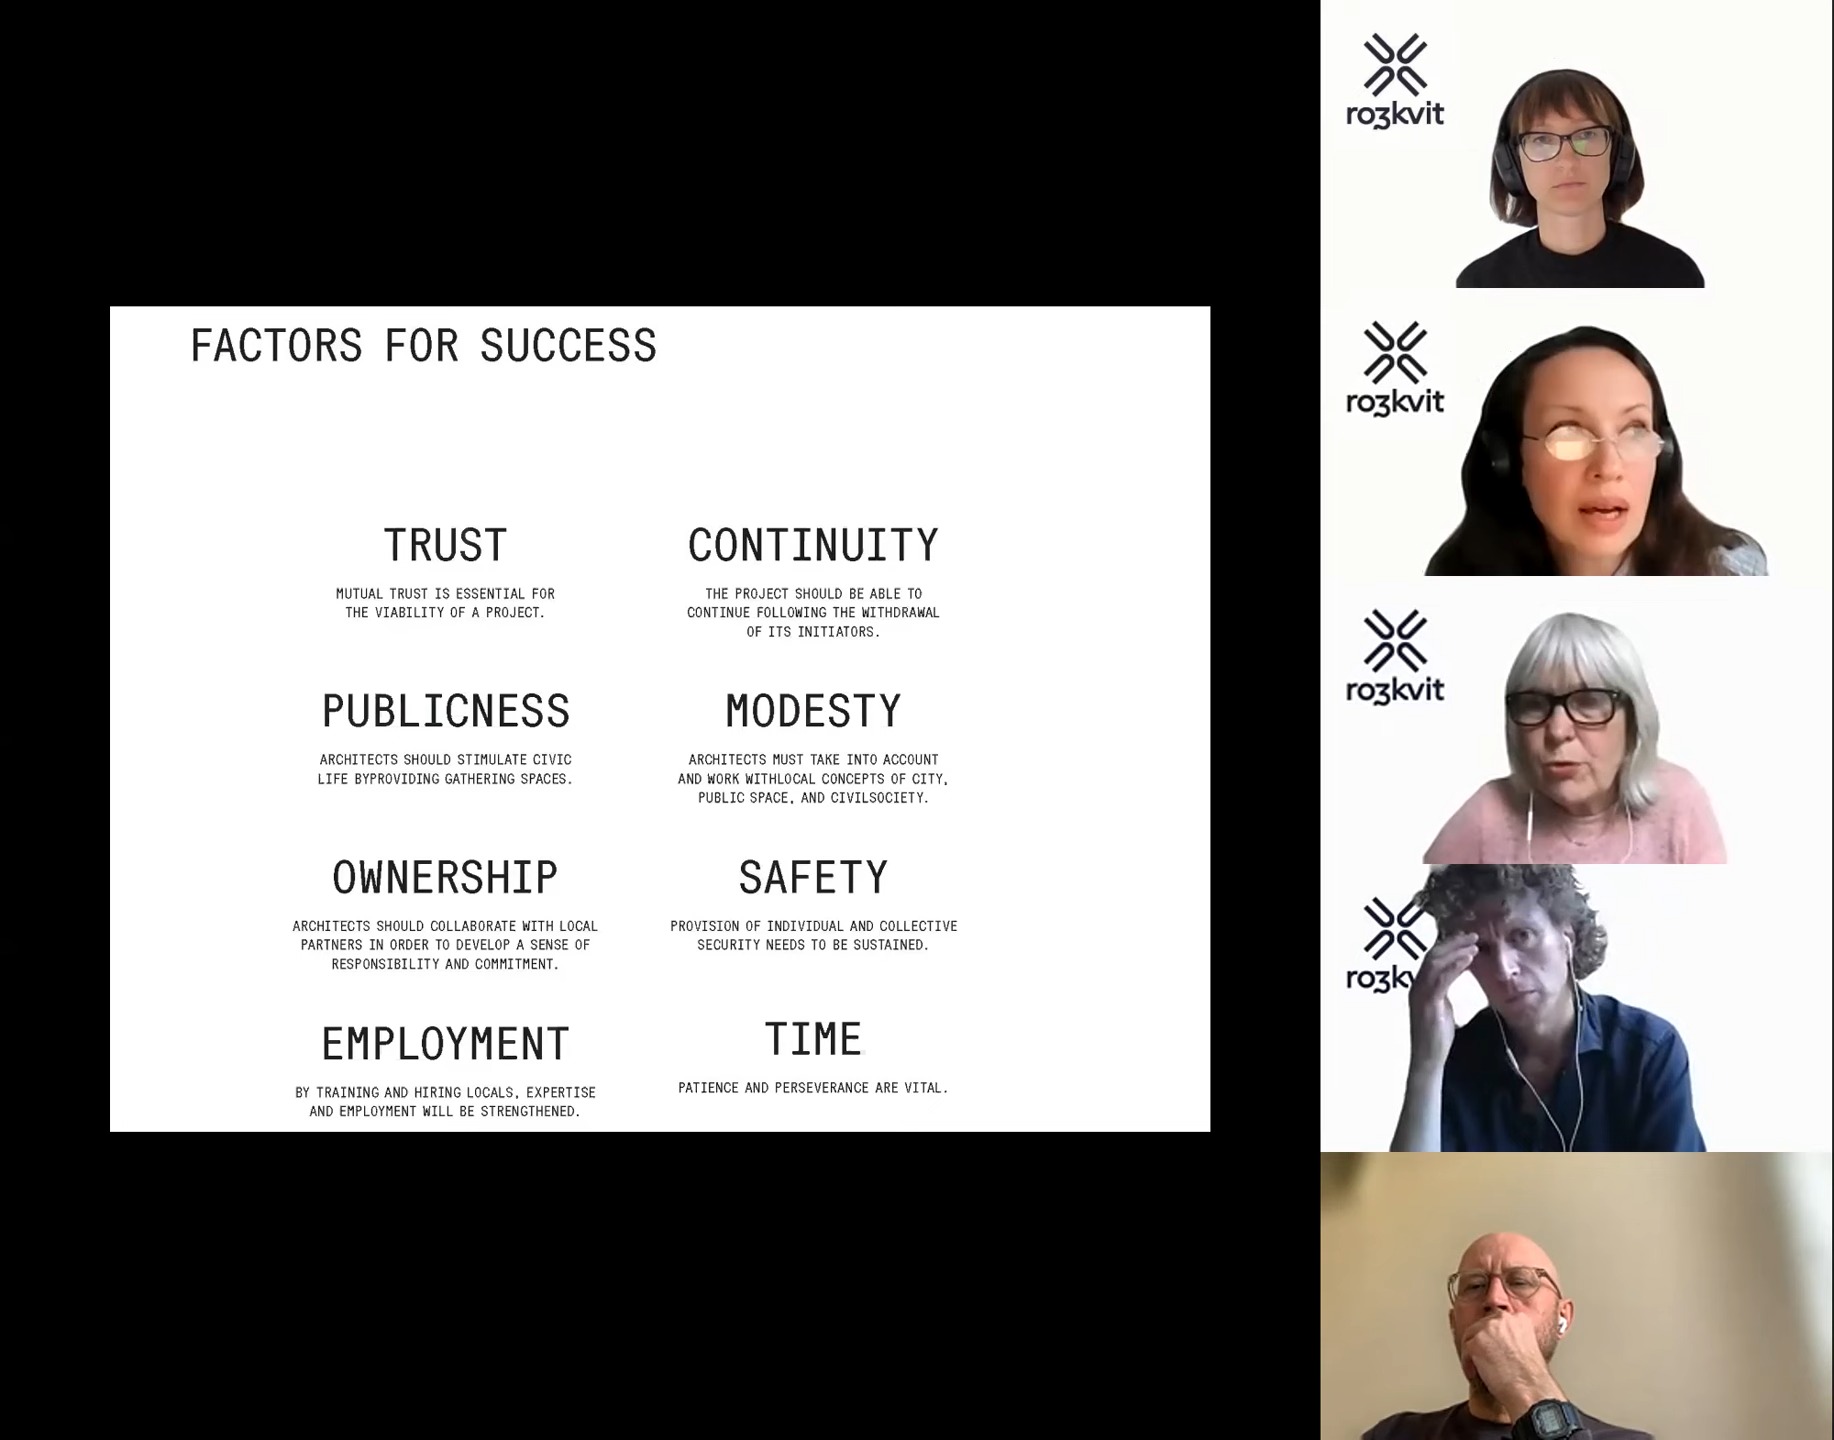 FACTORS FOR SUCCESS
TRUST
MUTUAL TRUST IS ESSENTIAL FOR
THE VIABILITY OF A PROJECT.
CONTINUITY
THE PROJECT SHOULD BE ABLE TO
CONTINUE FOLLOWING THE WITHDRAWAL
OF ITS INITIATORS.
PUBLICNESS
ARCHITECTS SHOULD STIMULATE CIVIC
LIFE BYPROVIDING GATHERING SPACES.
MODESTY
ARCHITECTS MUST TAKE INTO ACCOUNT
AND WORK WITHLOCAL CONCEPTS OF CITY,
PUBLIC SPACE, AND CIVILSOCIETY.
OWNERSHIP
ARCHITECTS SHOULD COLLABORATE WITH LOCAL
PARTNERS IN ORDER TO DEVELOP A SENSE OF
RESPONSIBILITY AND COMMITMENT.
SAFETY
PROVISION OF INDIVIDUAL AND COLLECTIVE
SECURITY NEEDS TO BE SUSTAINED.
EMPLOYMENT
BY TRAINING AND HIRING LOCALS, EXPERTISE
AND EMPLOYMENT WILL BE STRENGTHENED.
TIME
PATIENCE AND PERSEVERANCE ARE VITAL.
roʒkvit
roʒkvit
roʒkvit
roʒkv